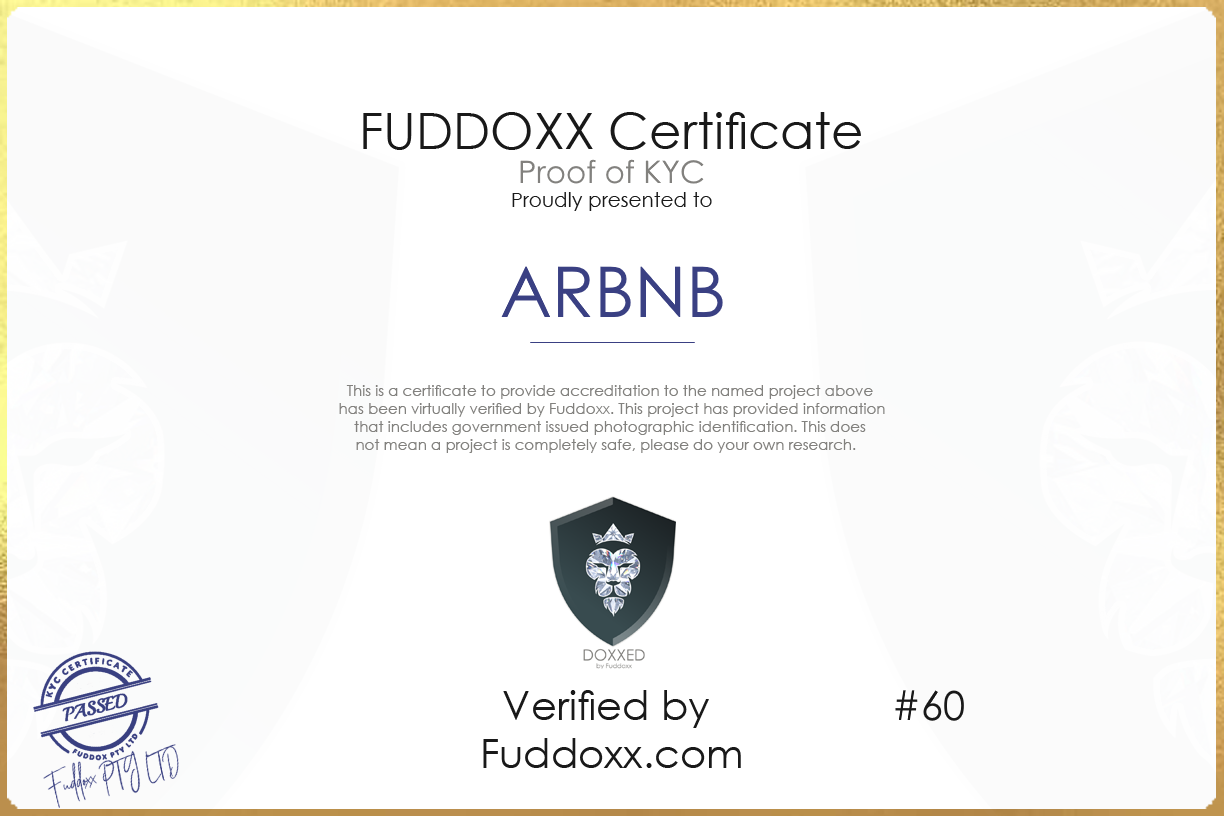 FUDDOXX Certificate
Proof of KYC
Proudly presented to
ARBNB
This is a certificate to provide accreditation to the named project above
has been virtually verified by Fuddoxx. This project has provided information
that includes government issued photographic identification. This does
not mean a project is completely safe, please do your own research.
DOXXED
by Fuddoxx
KYC CERTIFICATE
PASSED
FUDDOX PTY LTD
Fuddoxx PTY LTD
Verified by
Fuddoxx.com
#60